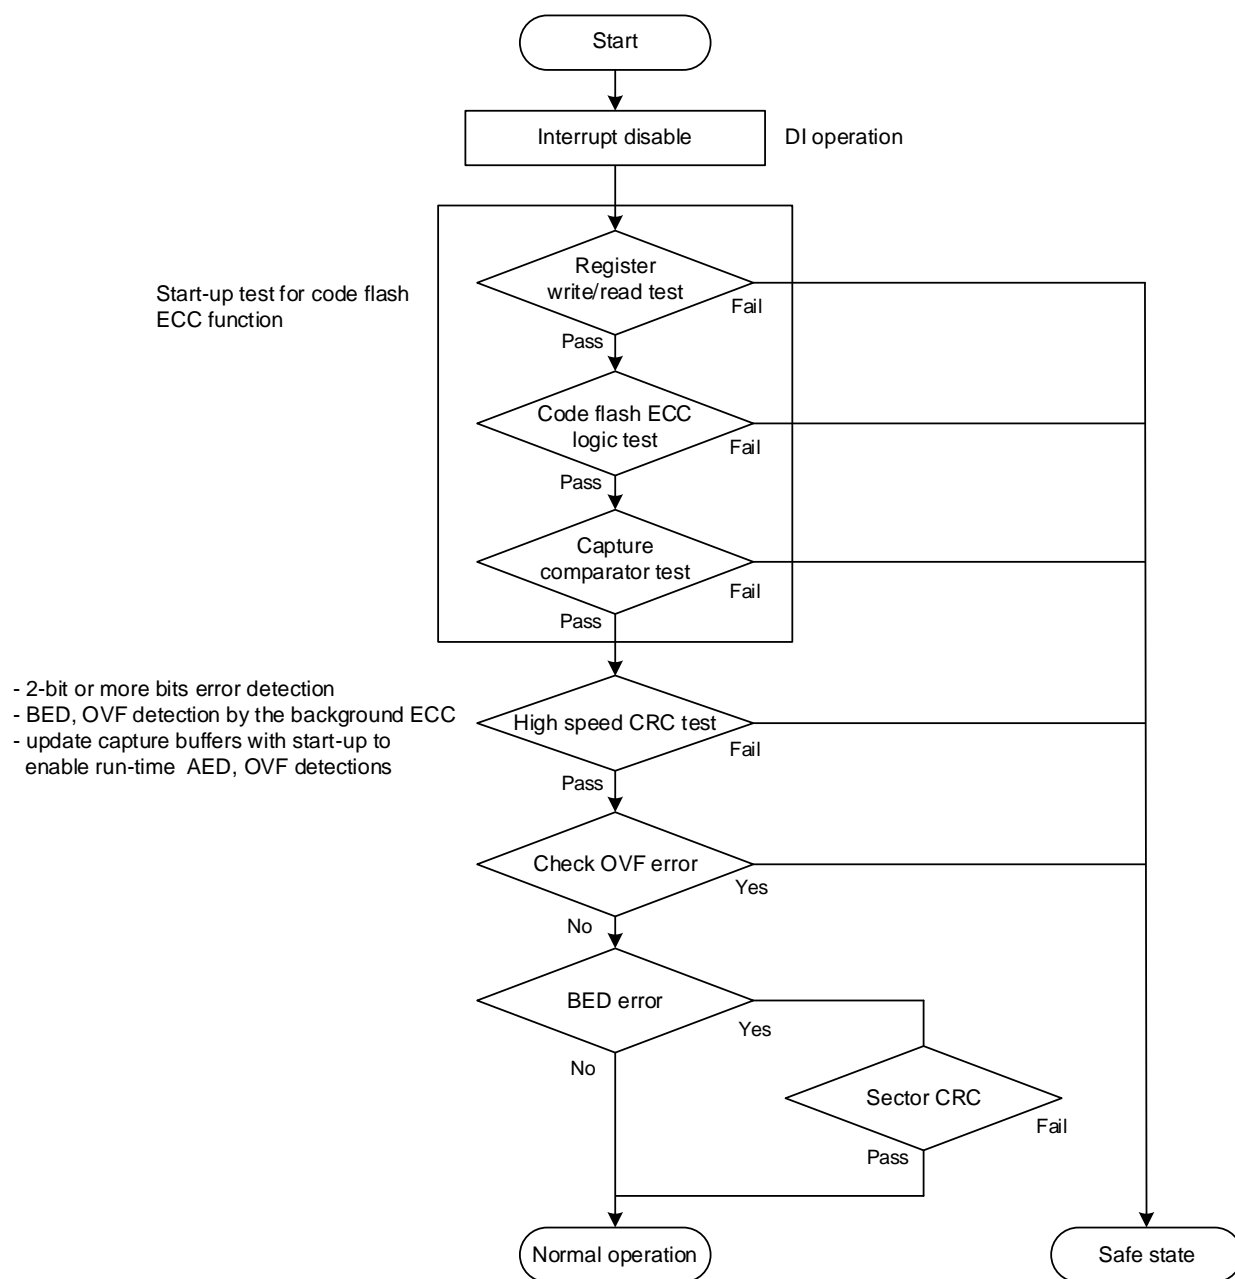 Start
Interrupt disable
DI operation
Start-up test for code flash
ECC function
Register
write/read test
Fail
Pass
Code flash ECC
logic test
Fail
Pass
Capture
comparator test
Fail
Pass
- 2-bit or more bits error detection
- BED, OVF detection by the background ECC
- update capture buffers with start-up to
enable run-time  AED, OVF detections
High speed CRC test
Fail
Pass
Check OVF error
Yes
No
BED error
Yes
No
Sector CRC
Fail
Pass
Normal operation
Safe state